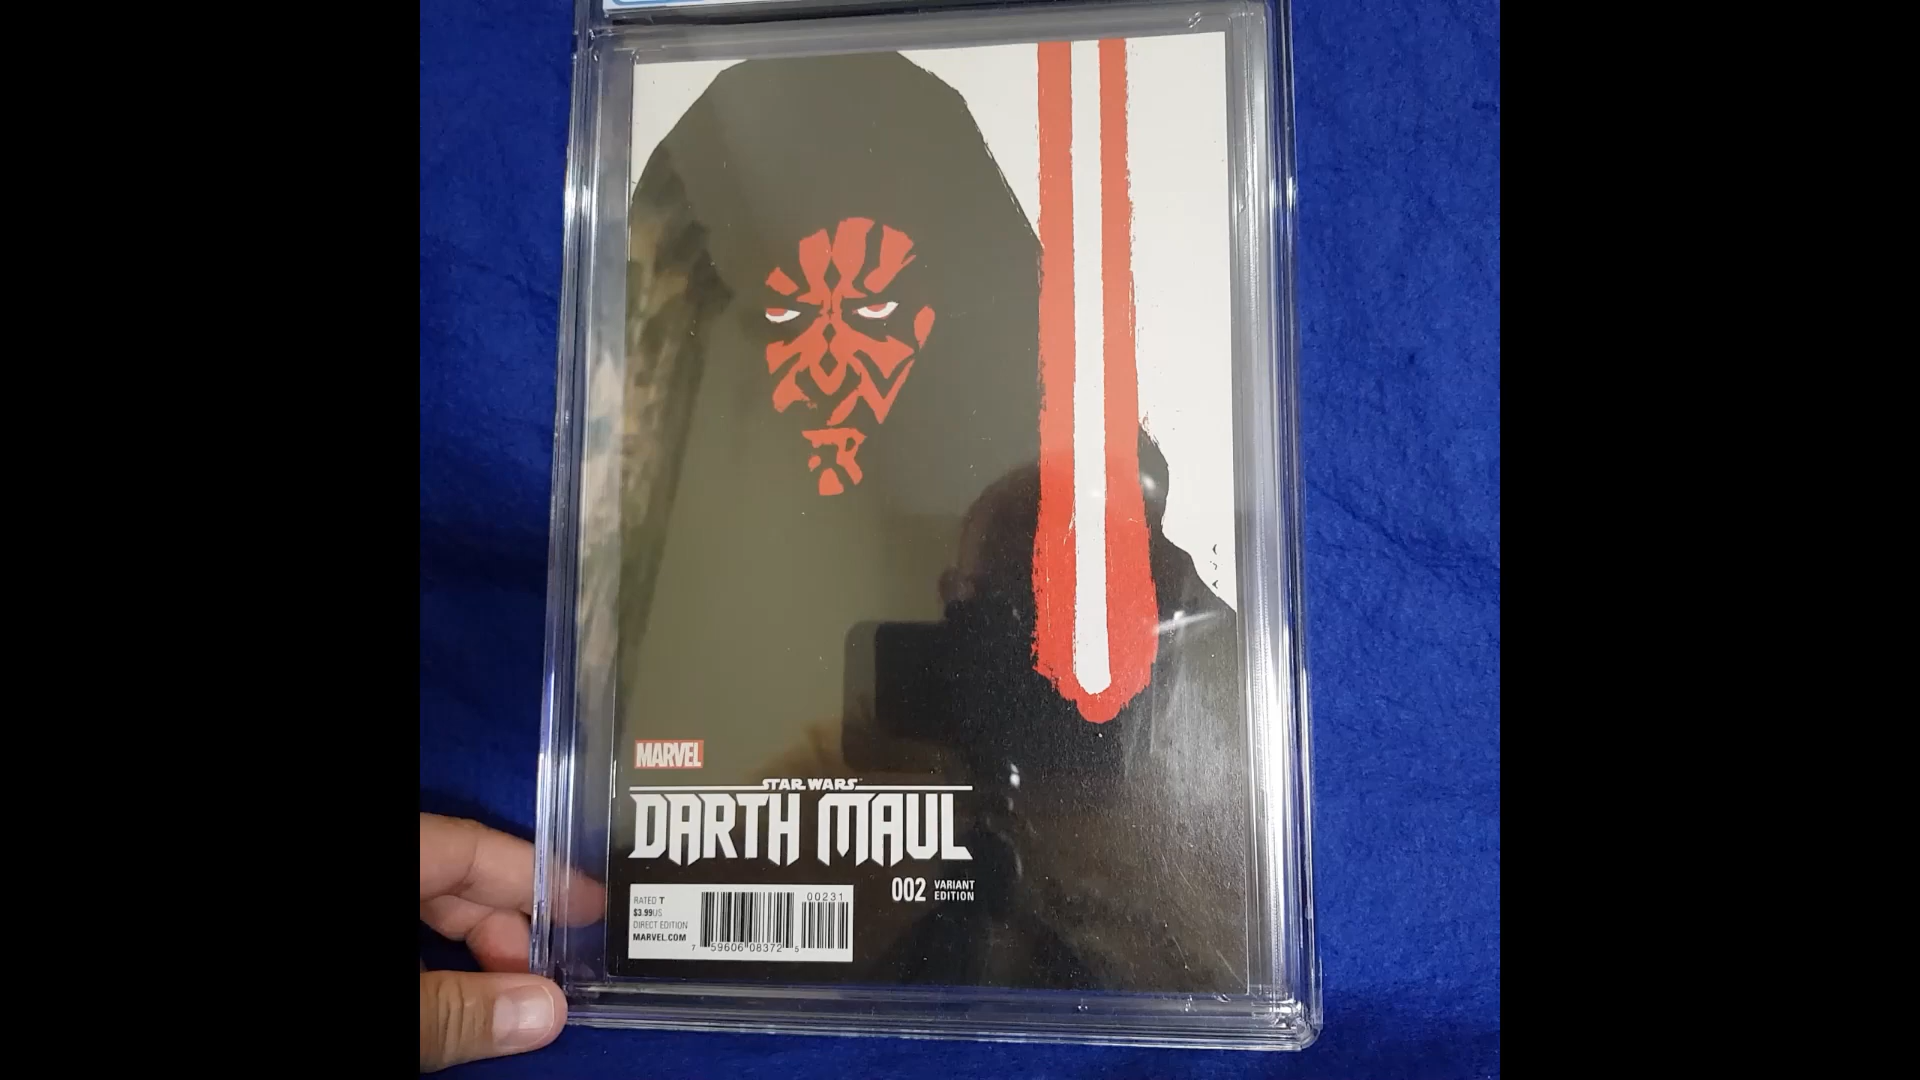 MARVEL
STAR WARS
DARTH MAUL
002 VARIANT
EDITION
RATED T
$3.99US
DIRECT EDITION
MARVEL.COM
00231
7 59606 08372 5